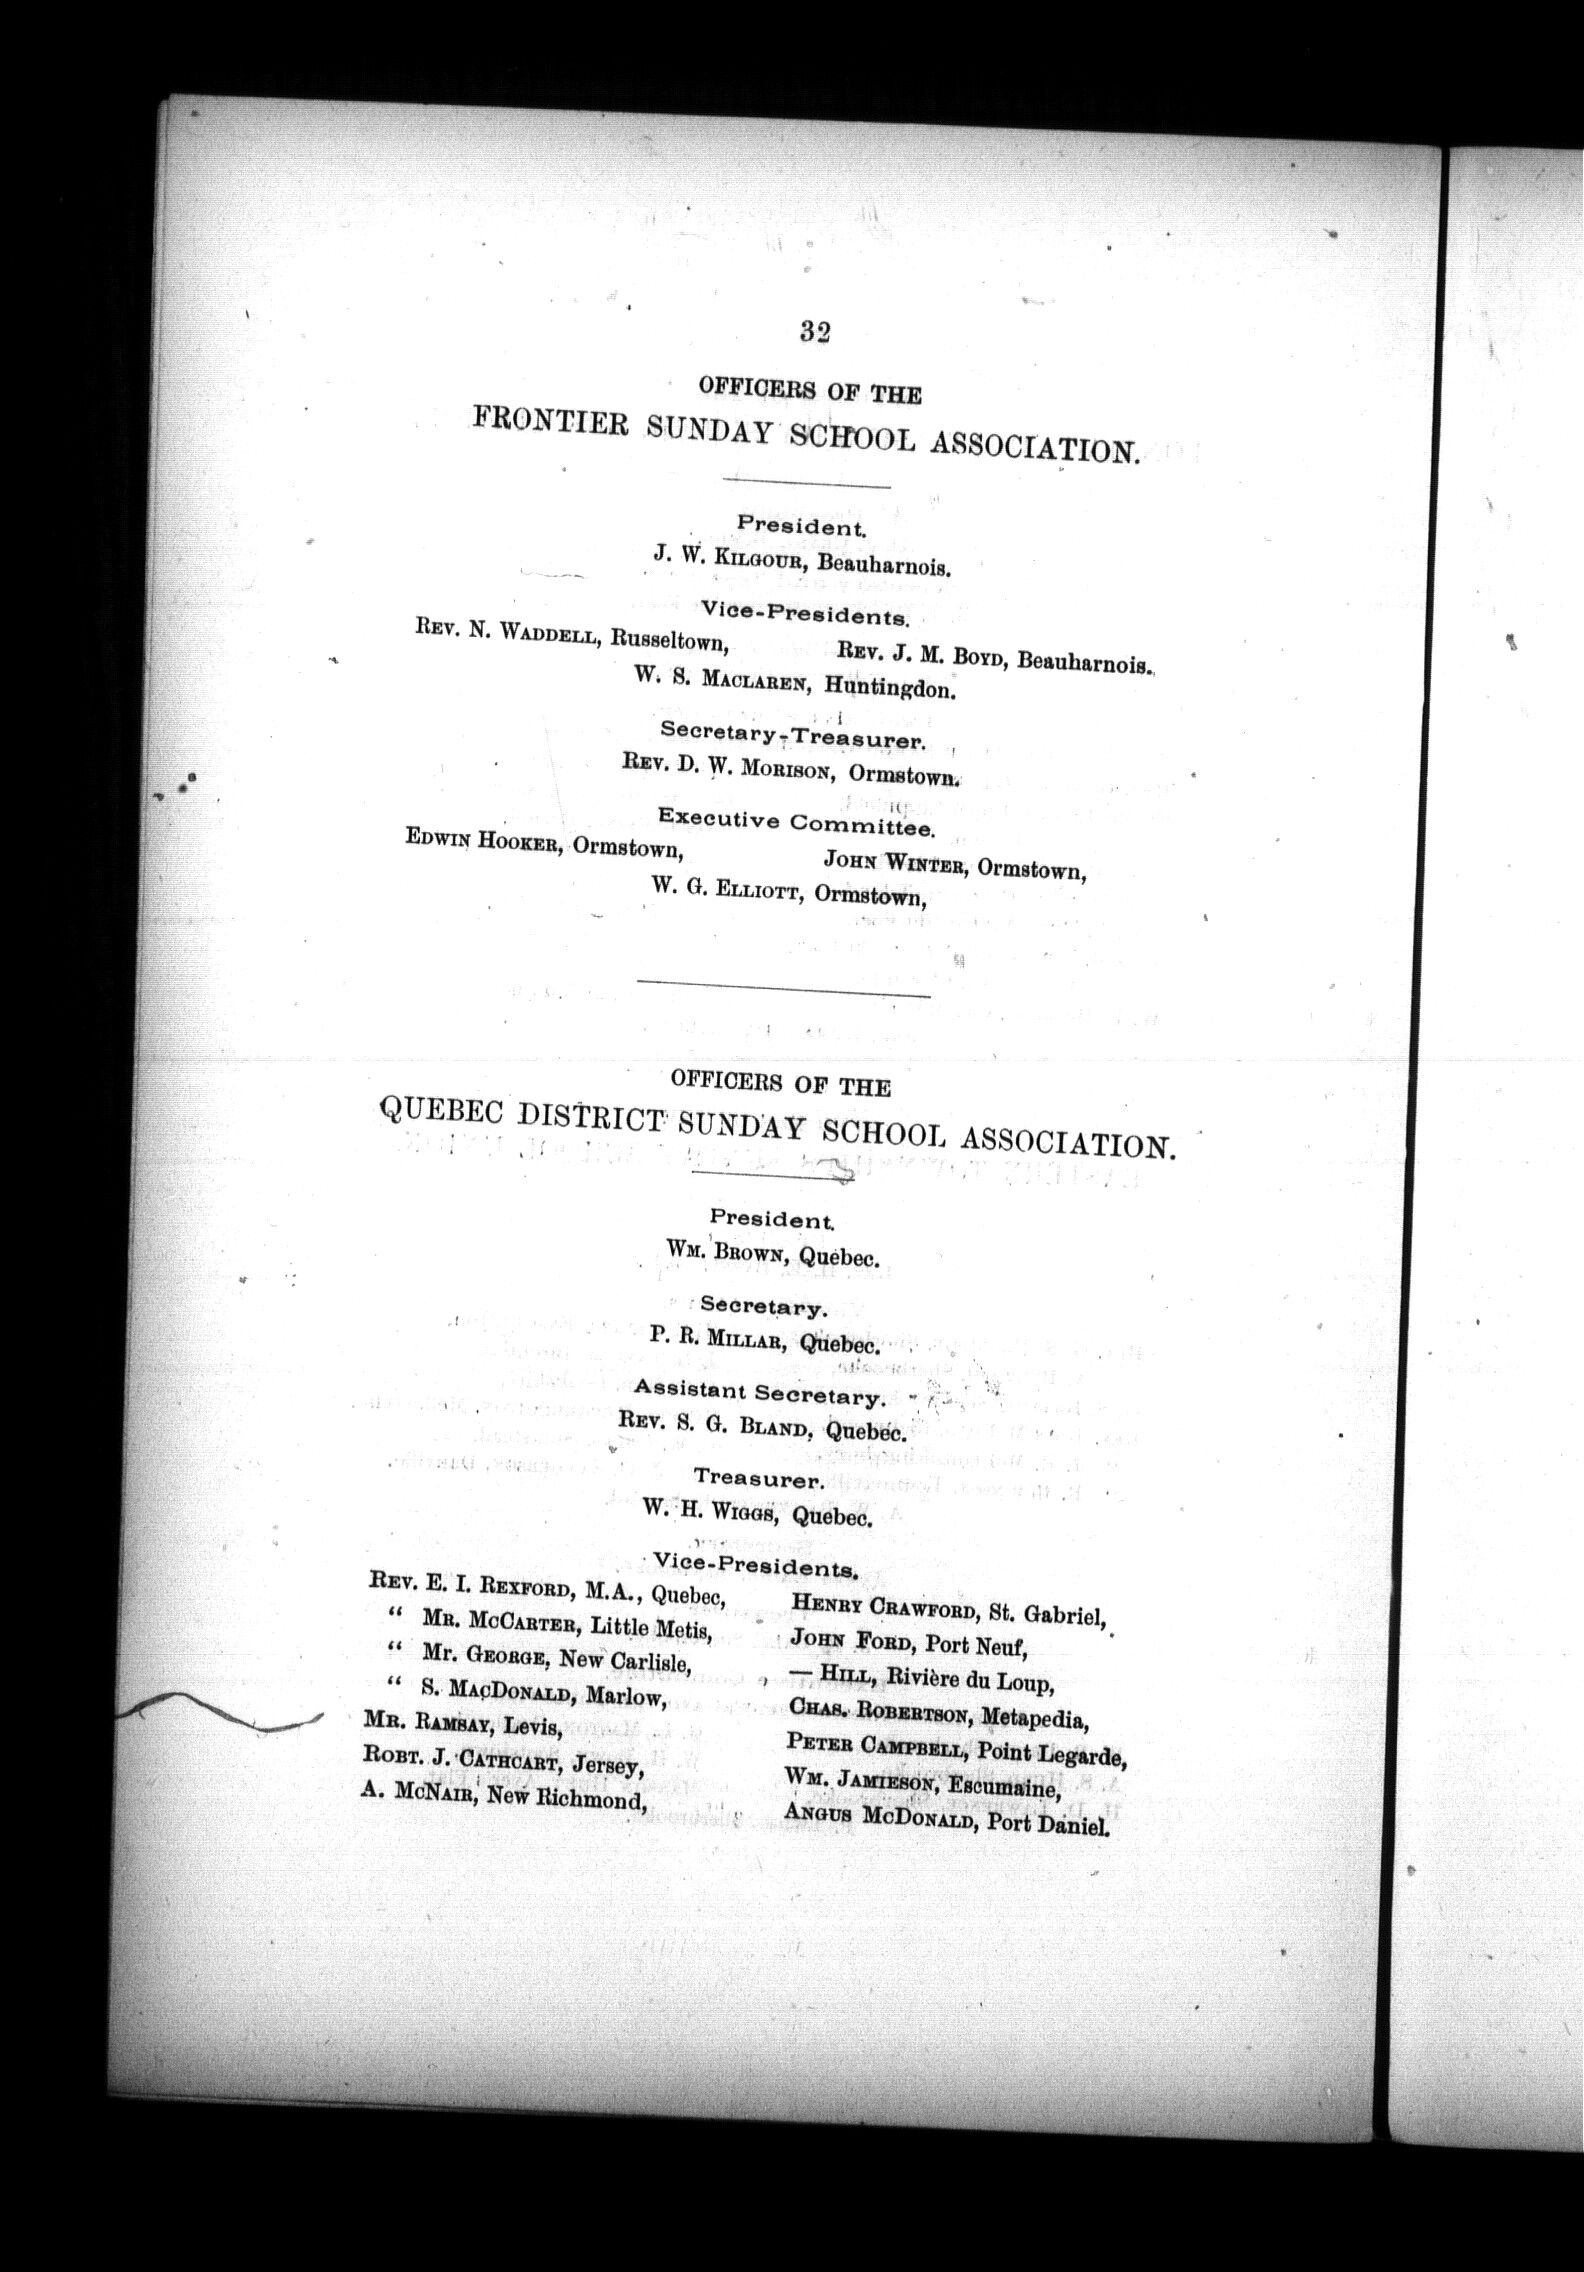 32
OFFICERS OF THE
FRONTIER SUNDAY SCHOOL ASSOCIATION.
President.
J. W. KILGOUR, Beauharnois.
Vice-Presidents.
REV. N. WADDELL, Russeltown, REV. J. M. BOYD, Beauharnois.
W. S. MACLAREN, Huntingdon.
Secretary-Treasurer.
REV. D. W. MORISON, Ormstown.
Executive Committee.
EDWIN HOOKER, Ormstown, JOHN WINTER, Ormstown,
W. G. ELLIOTT, Ormstown,
OFFICERS OF THE
QUEBEC DISTRICT SUNDAY SCHOOL ASSOCIATION.
President.
WM. BROWN, Quebec.
Secretary.
P. R. MILLAR, Quebec.
Assistant Secretary.
REV. S. G. BLAND, Quebec.
Treasurer.
W. H. WIGGS, Quebec.
Vice-Presidents.
REV. E. I. REXFORD, M.A., Quebec, HENRY CRAWFORD, St. Gabriel,
“ MR. MCCARTER, Little Metis, JOHN FORD, Port Neuf,
“ Mr. GEORGE, New Carlisle, — HILL, Rivière du Loup,
“ S. MACDONALD, Marlow, CHAS. ROBERTSON, Metapedia,
MR. RAMSAY, Levis, PETER CAMPBELL, Point Legarde,
ROBT. J. CATHCART, Jersey, WM. JAMIESON, Escumaine,
A. MCNAIR, New Richmond, ANGUS MCDONALD, Port Daniel.